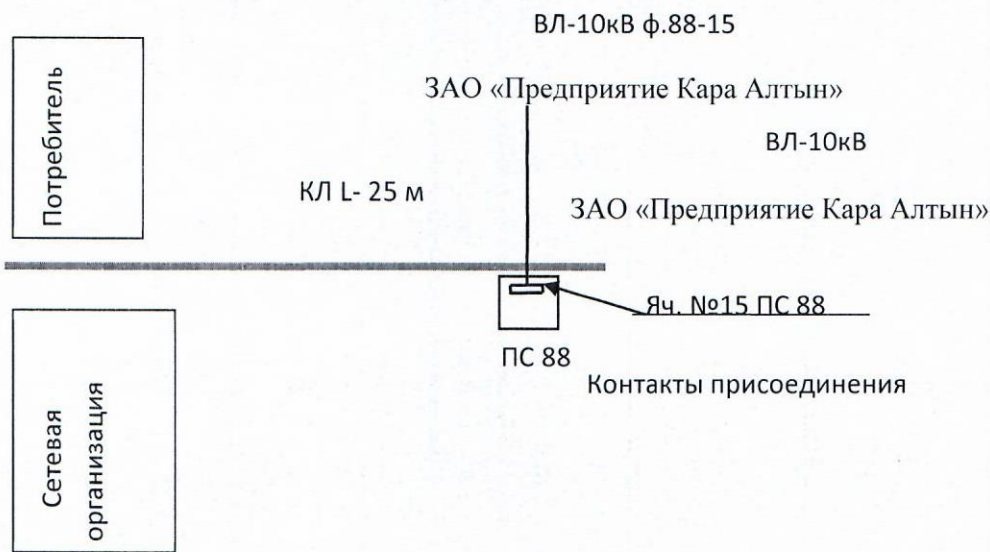 ВЛ-10кВ ф.88-15
ЗАО «Предприятие Кара Алтын»
ВЛ-10кВ
Потребитель
КЛ L- 25 м
ЗАО «Предприятие Кара Алтын»
Яч. №15 ПС 88
ПС 88
Контакты присоединения
Сетевая
организация